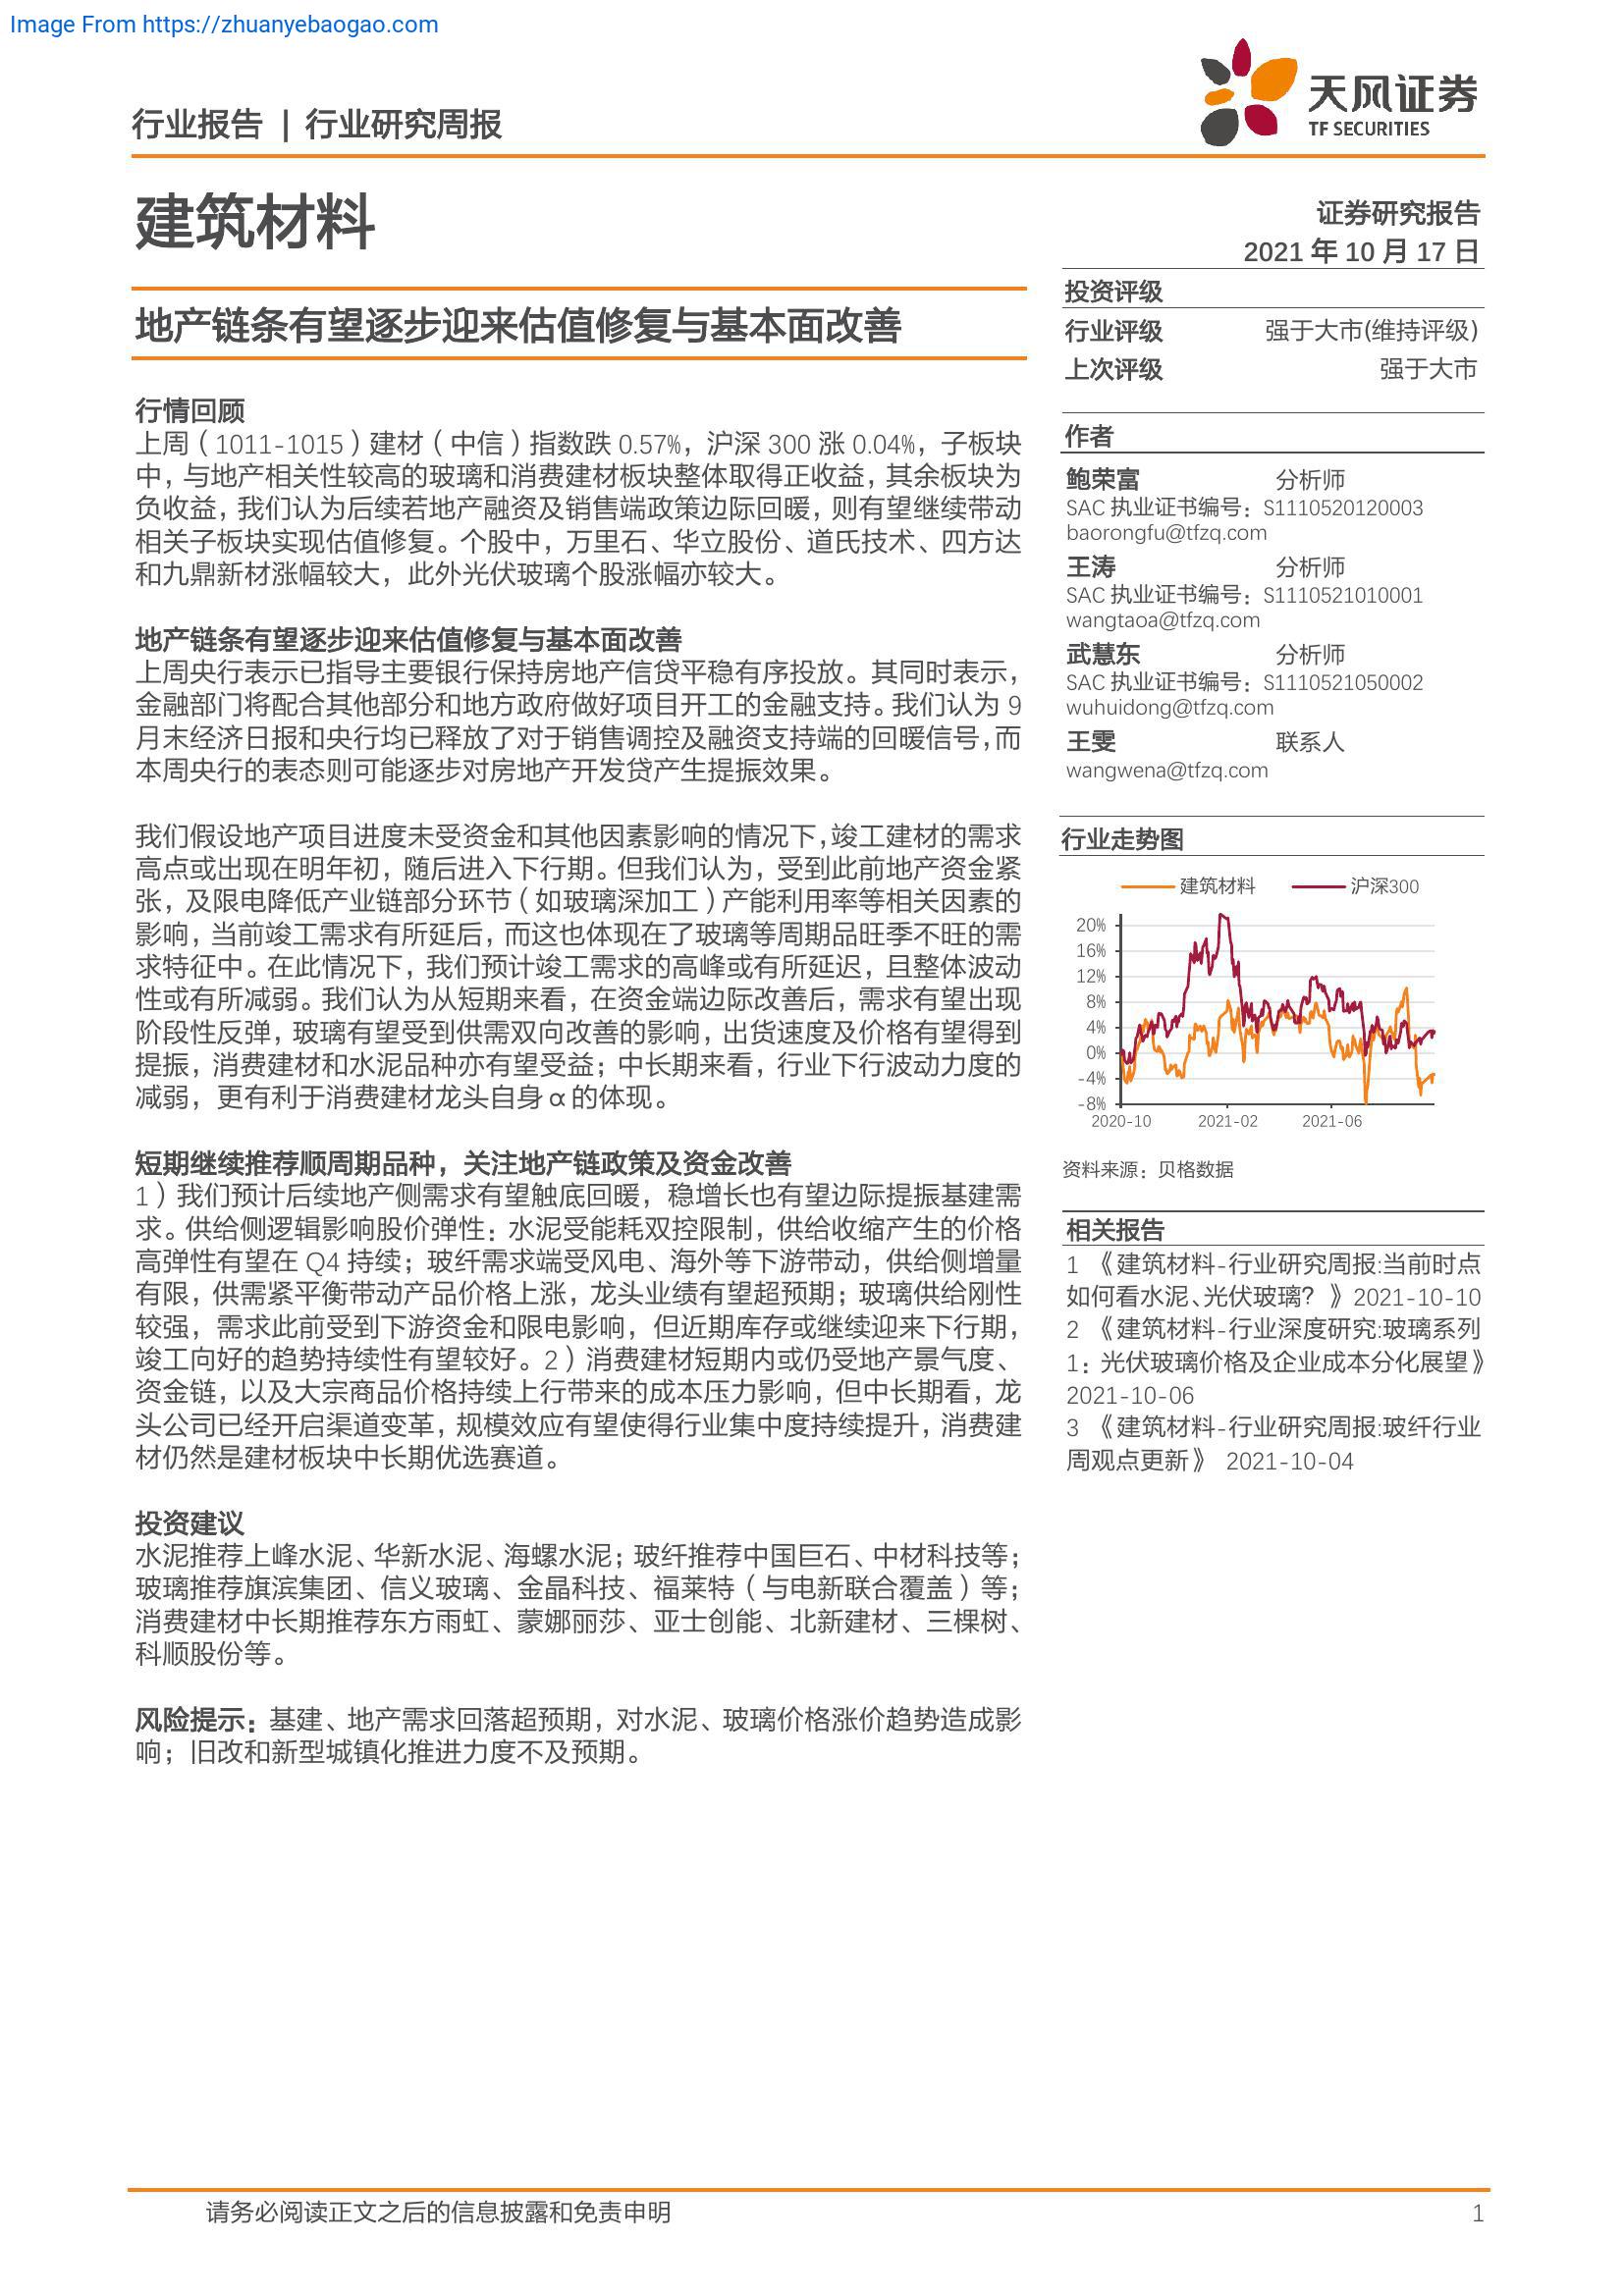 Image From https://zhuanyebaogao.com
行业报告 | 行业研究周报
天风证券
TF SECURITIES
建筑材料
证券研究报告
2021 年 10 月 17 日
地产链条有望逐步迎来估值修复与基本面改善
行情回顾
上周（1011-1015）建材（中信）指数跌 0.57%，沪深 300 涨 0.04%，子板块
中，与地产相关性较高的玻璃和消费建材板块整体取得正收益，其余板块为
负收益，我们认为后续若地产融资及销售端政策边际回暖，则有望继续带动
相关子板块实现估值修复。个股中，万里石、华立股份、道氏技术、四方达
和九鼎新材涨幅较大，此外光伏玻璃个股涨幅亦较大。
地产链条有望逐步迎来估值修复与基本面改善
上周央行表示已指导主要银行保持房地产信贷平稳有序投放。其同时表示，
金融部门将配合其他部分和地方政府做好项目开工的金融支持。我们认为 9
月末经济日报和央行均已释放了对于销售调控及融资支持端的回暖信号，而
本周央行的表态则可能逐步对房地产开发贷产生提振效果。
我们假设地产项目进度未受资金和其他因素影响的情况下，竣工建材的需求
高点或出现在明年初，随后进入下行期。但我们认为，受到此前地产资金紧
张，及限电降低产业链部分环节（如玻璃深加工）产能利用率等相关因素的
影响，当前竣工需求有所延后，而这也体现在了玻璃等周期品旺季不旺的需
求特征中。在此情况下，我们预计竣工需求的高峰或有所延迟，且整体波动
性或有所减弱。我们认为从短期来看，在资金端边际改善后，需求有望出现
阶段性反弹，玻璃有望受到供需双向改善的影响，出货速度及价格有望得到
提振，消费建材和水泥品种亦有望受益；中长期来看，行业下行波动力度的
减弱，更有利于消费建材龙头自身 α 的体现。
短期继续推荐顺周期品种，关注地产链政策及资金改善
1）我们预计后续地产侧需求有望触底回暖，稳增长也有望边际提振基建需
求。供给侧逻辑影响股价弹性：水泥受能耗双控限制，供给收缩产生的价格
高弹性有望在 Q4 持续；玻纤需求端受风电、海外等下游带动，供给侧增量
有限，供需紧平衡带动产品价格上涨，龙头业绩有望超预期；玻璃供给刚性
较强，需求此前受到下游资金和限电影响，但近期库存或继续迎来下行期，
竣工向好的趋势持续性有望较好。2）消费建材短期内或仍受地产景气度、
资金链，以及大宗商品价格持续上行带来的成本压力影响，但中长期看，龙
头公司已经开启渠道变革，规模效应有望使得行业集中度持续提升，消费建
材仍然是建材板块中长期优选赛道。
投资建议
水泥推荐上峰水泥、华新水泥、海螺水泥；玻纤推荐中国巨石、中材科技等；
玻璃推荐旗滨集团、信义玻璃、金晶科技、福莱特（与电新联合覆盖）等；
消费建材中长期推荐东方雨虹、蒙娜丽莎、亚士创能、北新建材、三棵树、
科顺股份等。
风险提示：基建、地产需求回落超预期，对水泥、玻璃价格涨价趋势造成影
响；旧改和新型城镇化推进力度不及预期。
投资评级
行业评级 强于大市(维持评级)
上次评级 强于大市
作者
鲍荣富 分析师
SAC 执业证书编号：S1110520120003
baorongfu@tfzq.com
王涛 分析师
SAC 执业证书编号：S1110521010001
wangtaoa@tfzq.com
武慧东 分析师
SAC 执业证书编号：S1110521050002
wuhuidong@tfzq.com
王雯 联系人
wangwena@tfzq.com
行业走势图
建筑材料 沪深300
20%
16%
12%
8%
4%
0%
-4%
-8%
2020-10 2021-02 2021-06
资料来源：贝格数据
相关报告
1 《建筑材料-行业研究周报:当前时点
如何看水泥、光伏玻璃？》2021-10-10
2 《建筑材料-行业深度研究:玻璃系列
1：光伏玻璃价格及企业成本分化展望》
2021-10-06
3 《建筑材料-行业研究周报:玻纤行业
周观点更新》 2021-10-04
请务必阅读正文之后的信息披露和免责申明 1